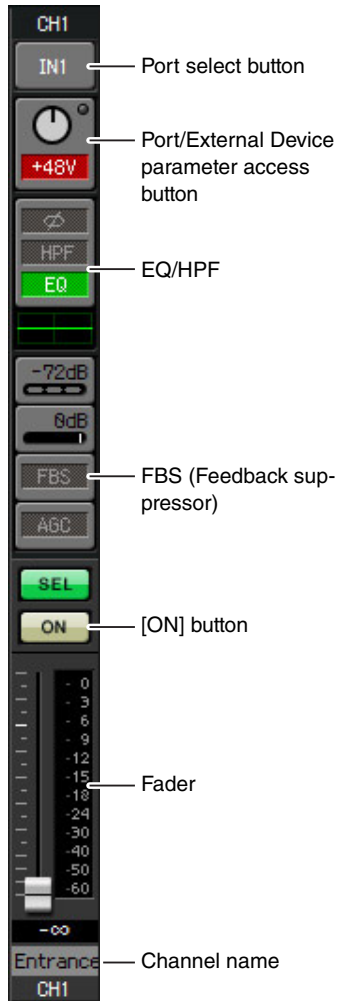 CH1
IN1
Port select button
Port/External Device
parameter access
button
+48V
HPF
EQ
EQ/HPF
-72dB
0dB
FBS
FBS (Feedback sup-
pressor)
AGC
SEL
ON
[ON] button
- 0
- 3
- 6
- 9
-12
-15
-18
-24
-30
-40
-50
-60
Fader
-∞
Entrance
Channel name
CH1